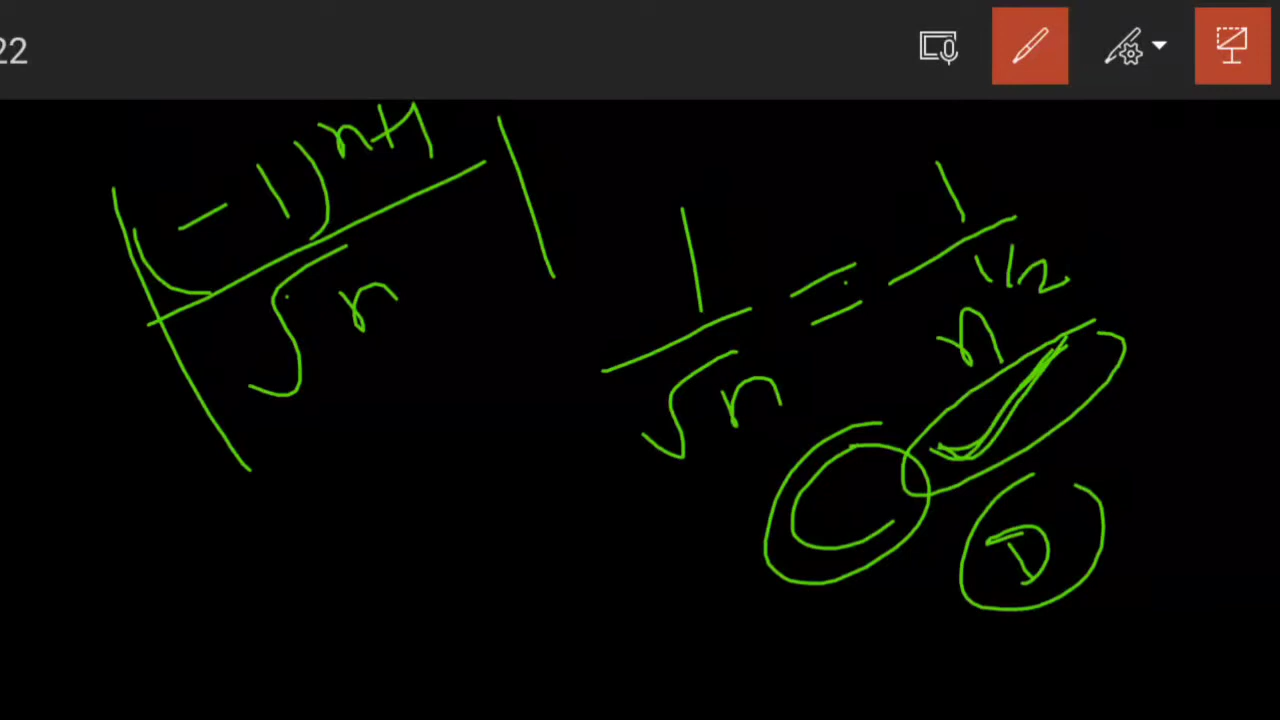 22
|(-1)^{n+1}/√n|
1/√n = 1/n^{1/2}
C
D